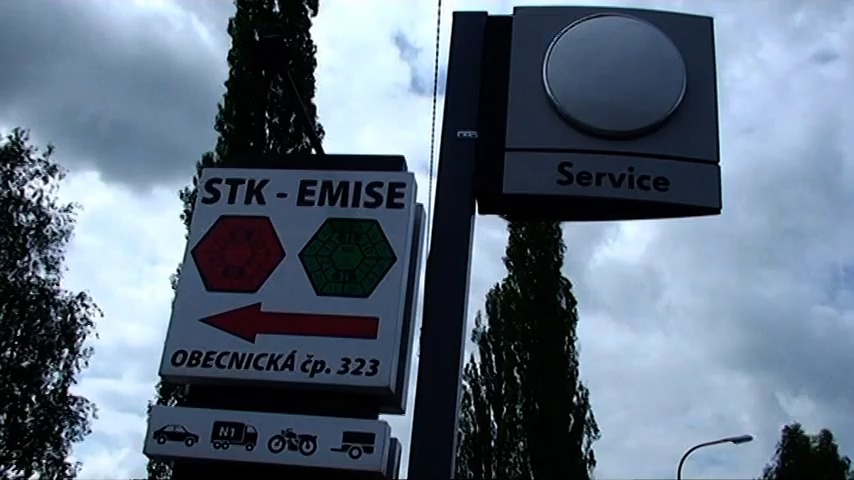 STK - EMISE
OBECNICKÁ čp. 323
N1
Service